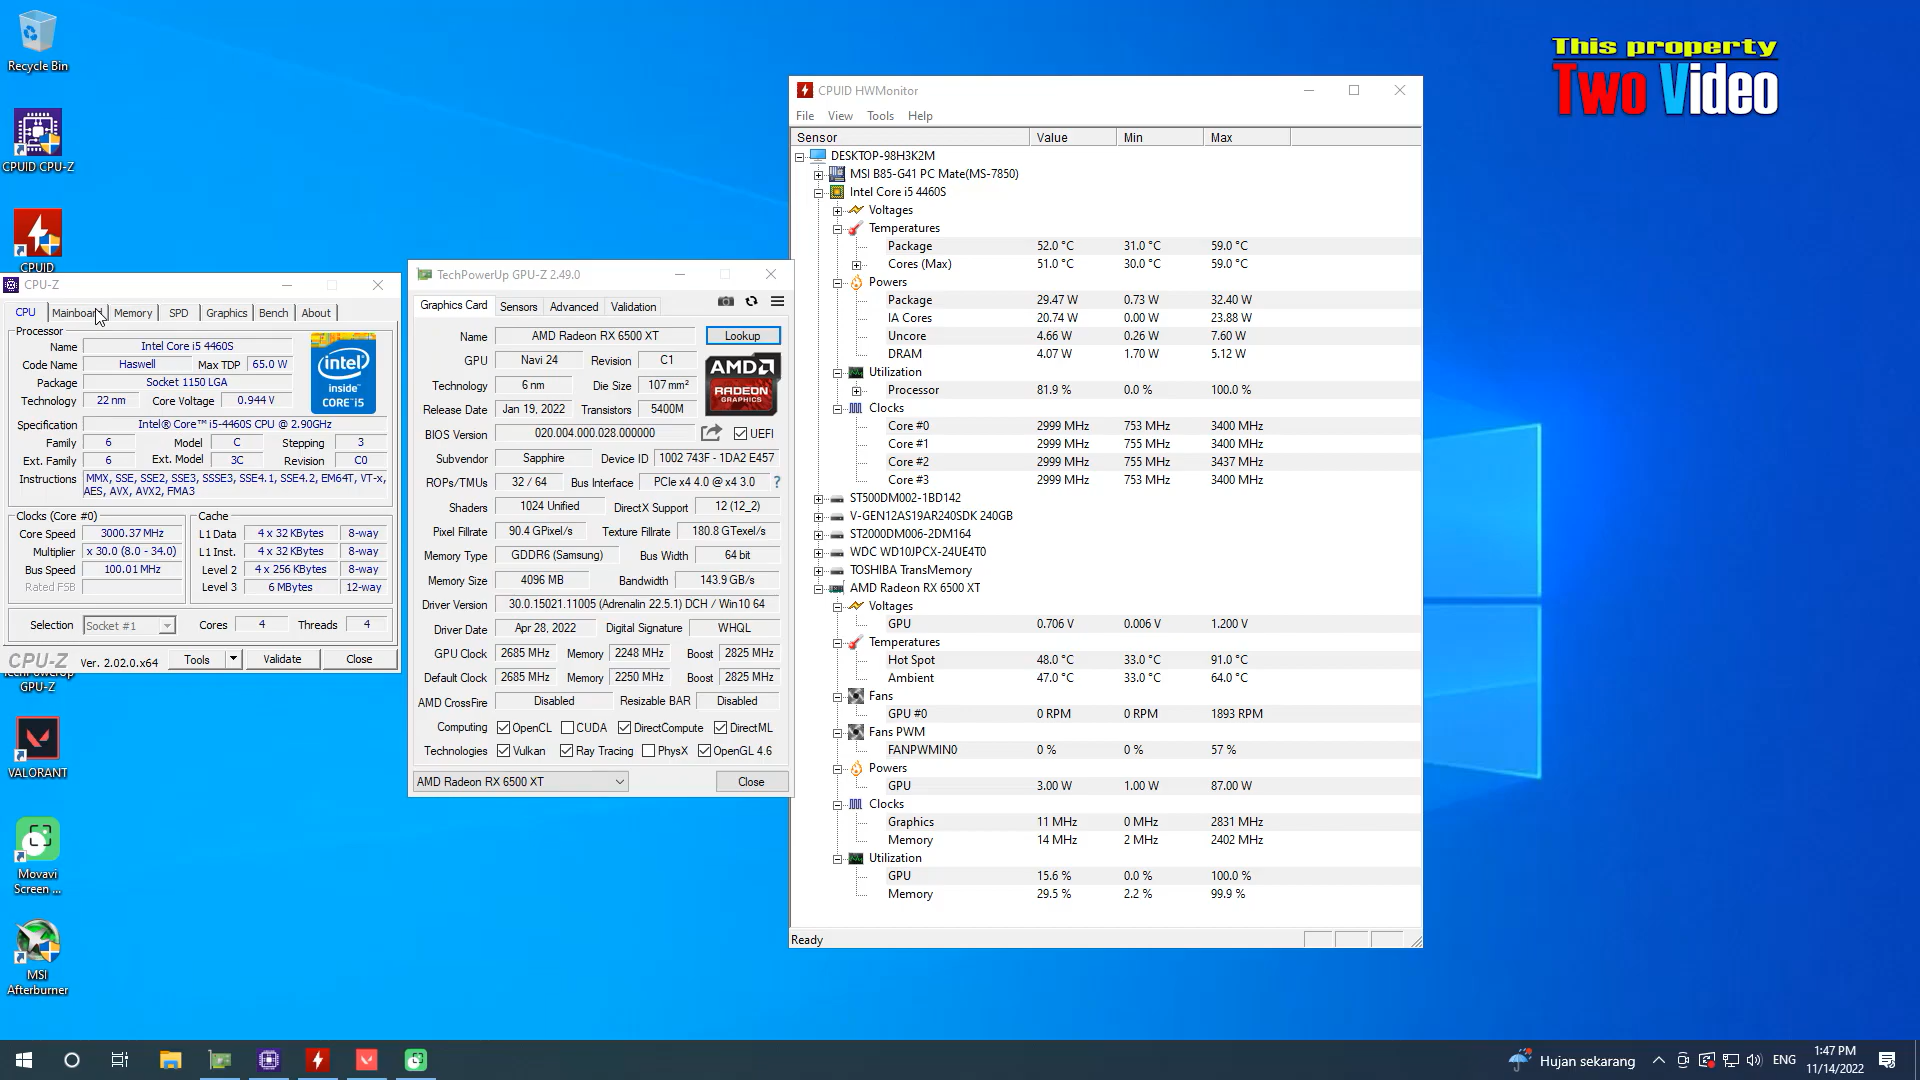 Recycle Bin
CPUID CPU-Z
CPUID
TechPowerUp
GPU-Z
VALORANT
Movavi
Screen ...
MSI
Afterburner
This property
Two Video
CPU-Z
CPU Mainboard Memory SPD Graphics Bench About
Processor
Name Intel Core i5 4460S
Code Name Haswell Max TDP 65.0 W
Package Socket 1150 LGA
Technology 22 nm Core Voltage 0.944 V
intel
inside™
CORE™ i5
Specification Intel® Core™ i5-4460S CPU @ 2.90GHz
Family 6 Model C Stepping 3
Ext. Family 6 Ext. Model 3C Revision C0
Instructions MMX, SSE, SSE2, SSE3, SSSE3, SSE4.1, SSE4.2, EM64T, VT-x,
AES, AVX, AVX2, FMA3
Clocks (Core #0) Cache
Core Speed 3000.37 MHz L1 Data 4 x 32 KBytes 8-way
Multiplier x 30.0 (8.0 - 34.0) L1 Inst. 4 x 32 KBytes 8-way
Bus Speed 100.01 MHz Level 2 4 x 256 KBytes 8-way
Rated FSB Level 3 6 MBytes 12-way
Selection Socket #1 Cores 4 Threads 4
CPU-Z Ver. 2.02.0.x64 Tools Validate Close
TechPowerUp GPU-Z 2.49.0
Graphics Card Sensors Advanced Validation
Name AMD Radeon RX 6500 XT Lookup
GPU Navi 24 Revision C1
Technology 6 nm Die Size 107 mm²
Release Date Jan 19, 2022 Transistors 5400M
AMD
RADEON
GRAPHICS
BIOS Version 020.004.000.028.000000 UEFI
Subvendor Sapphire Device ID 1002 743F - 1DA2 E457
ROPs/TMUs 32 / 64 Bus Interface PCIe x4 4.0 @ x4 3.0 ?
Shaders 1024 Unified DirectX Support 12 (12_2)
Pixel Fillrate 90.4 GPixel/s Texture Fillrate 180.8 GTexel/s
Memory Type GDDR6 (Samsung) Bus Width 64 bit
Memory Size 4096 MB Bandwidth 143.9 GB/s
Driver Version 30.0.15021.11005 (Adrenalin 22.5.1) DCH / Win10 64
Driver Date Apr 28, 2022 Digital Signature WHQL
GPU Clock 2685 MHz Memory 2248 MHz Boost 2825 MHz
Default Clock 2685 MHz Memory 2250 MHz Boost 2825 MHz
AMD CrossFire Disabled Resizable BAR Disabled
Computing OpenCL CUDA DirectCompute DirectML
Technologies Vulkan Ray Tracing PhysX OpenGL 4.6
AMD Radeon RX 6500 XT Close
CPUID HWMonitor
File View Tools Help
Sensor Value Min Max
DESKTOP-98H3K2M
MSI B85-G41 PC Mate(MS-7850)
Intel Core i5 4460S
Voltages
Temperatures
Package 52.0 °C 31.0 °C 59.0 °C
Cores (Max) 51.0 °C 30.0 °C 59.0 °C
Powers
Package 29.47 W 0.73 W 32.40 W
IA Cores 20.74 W 0.00 W 23.88 W
Uncore 4.66 W 0.26 W 7.60 W
DRAM 4.07 W 1.70 W 5.12 W
Utilization
Processor 81.9 % 0.0 % 100.0 %
Clocks
Core #0 2999 MHz 753 MHz 3400 MHz
Core #1 2999 MHz 755 MHz 3400 MHz
Core #2 2999 MHz 755 MHz 3437 MHz
Core #3 2999 MHz 753 MHz 3400 MHz
ST500DM002-1BD142
V-GEN12AS19AR240SDK 240GB
ST2000DM006-2DM164
WDC WD10JPCX-24UE4T0
TOSHIBA TransMemory
AMD Radeon RX 6500 XT
Voltages
GPU 0.706 V 0.006 V 1.200 V
Temperatures
Hot Spot 48.0 °C 33.0 °C 91.0 °C
Ambient 47.0 °C 33.0 °C 64.0 °C
Fans
GPU #0 0 RPM 0 RPM 1893 RPM
Fans PWM
FANPWMIN0 0 % 0 % 57 %
Powers
GPU 3.00 W 1.00 W 87.00 W
Clocks
Graphics 11 MHz 0 MHz 2831 MHz
Memory 14 MHz 2 MHz 2402 MHz
Utilization
GPU 15.6 % 0.0 % 100.0 %
Memory 29.5 % 2.2 % 99.9 %
Ready
Hujan sekarang ENG 1:47 PM
11/14/2022